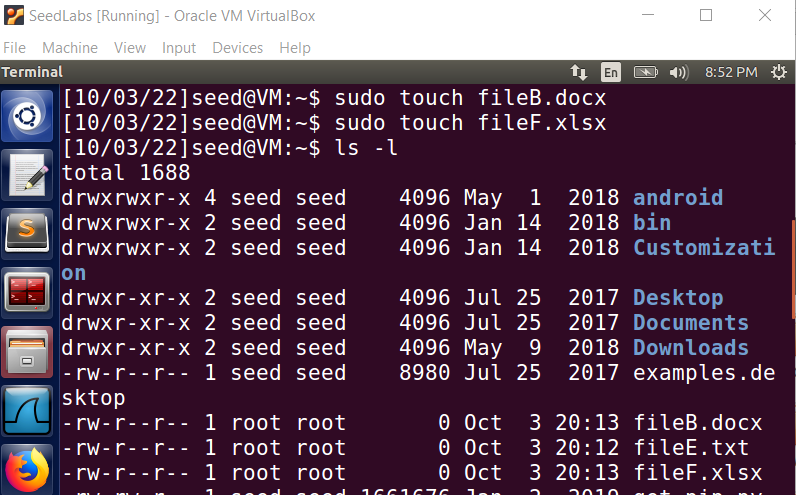 SeedLabs [Running] - Oracle VM VirtualBox
File Machine View Input Devices Help
Terminal En 8:52 PM
[10/03/22]seed@VM:~$ sudo touch fileB.docx
[10/03/22]seed@VM:~$ sudo touch fileF.xlsx
[10/03/22]seed@VM:~$ ls -l
total 1688
drwxrwxr-x 4 seed seed    4096 May  1  2018 android
drwxrwxr-x 2 seed seed    4096 Jan 14  2018 bin
drwxrwxr-x 2 seed seed    4096 Jan 14  2018 Customizati
on
drwxr-xr-x 2 seed seed    4096 Jul 25  2017 Desktop
drwxr-xr-x 2 seed seed    4096 Jul 25  2017 Documents
drwxr-xr-x 2 seed seed    4096 May  9  2018 Downloads
-rw-r--r-- 1 seed seed    8980 Jul 25  2017 examples.de
sktop
-rw-r--r-- 1 root root       0 Oct  3 20:13 fileB.docx
-rw-r--r-- 1 root root       0 Oct  3 20:12 fileE.txt
-rw-r--r-- 1 root root       0 Oct  3 20:13 fileF.xlsx
1 seed seed 1661676 Jan 2 2019